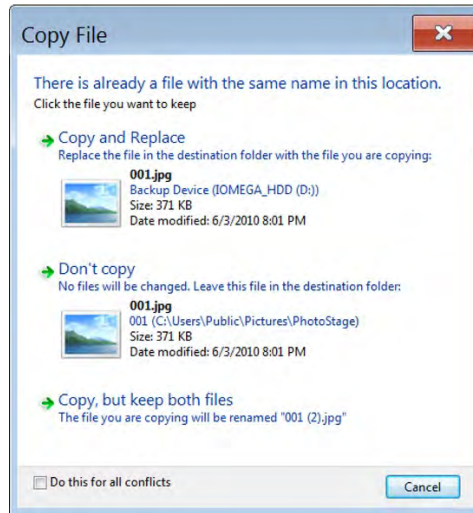 Copy File
There is already a file with the same name in this location.
Click the file you want to keep
Copy and Replace
Replace the file in the destination folder with the file you are copying:
001.jpg
Backup Device (IOMEGA_HDD (D:))
Size: 371 KB
Date modified: 6/3/2010 8:01 PM
Don't copy
No files will be changed. Leave this file in the destination folder:
001.jpg
001 (C:\Users\Public\Pictures\PhotoStage)
Size: 371 KB
Date modified: 6/3/2010 8:01 PM
Copy, but keep both files
The file you are copying will be renamed "001 (2).jpg"
Do this for all conflicts
Cancel